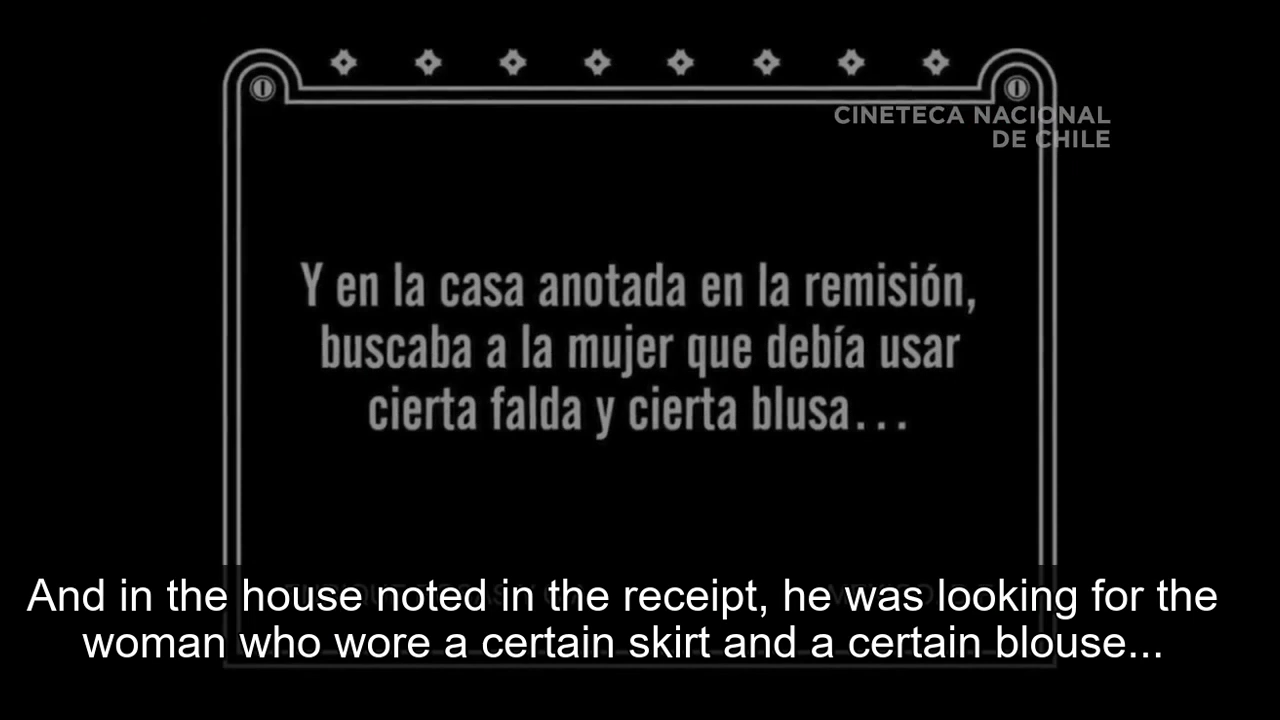 CINETECA NACIONAL
DE CHILE
Y en la casa anotada en la remisión,
buscaba a la mujer que debía usar
cierta falda y cierta blusa...
And in the house noted in the receipt, he was looking for the
woman who wore a certain skirt and a certain blouse...